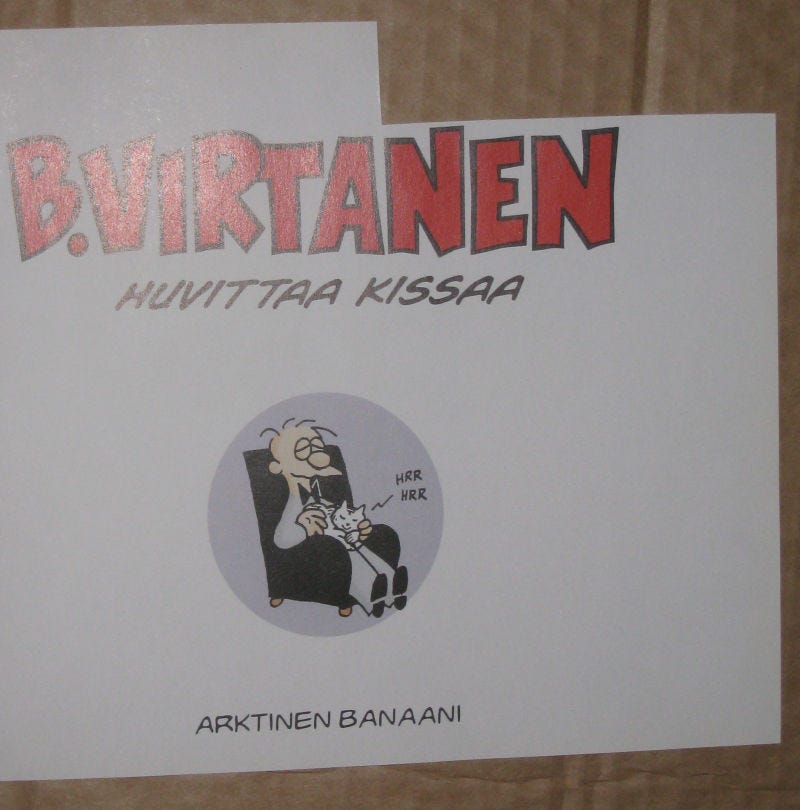 B.VIRTANEN
HUVITTAA KISSAA
HRR
HRR
ARKTINEN BANAANI